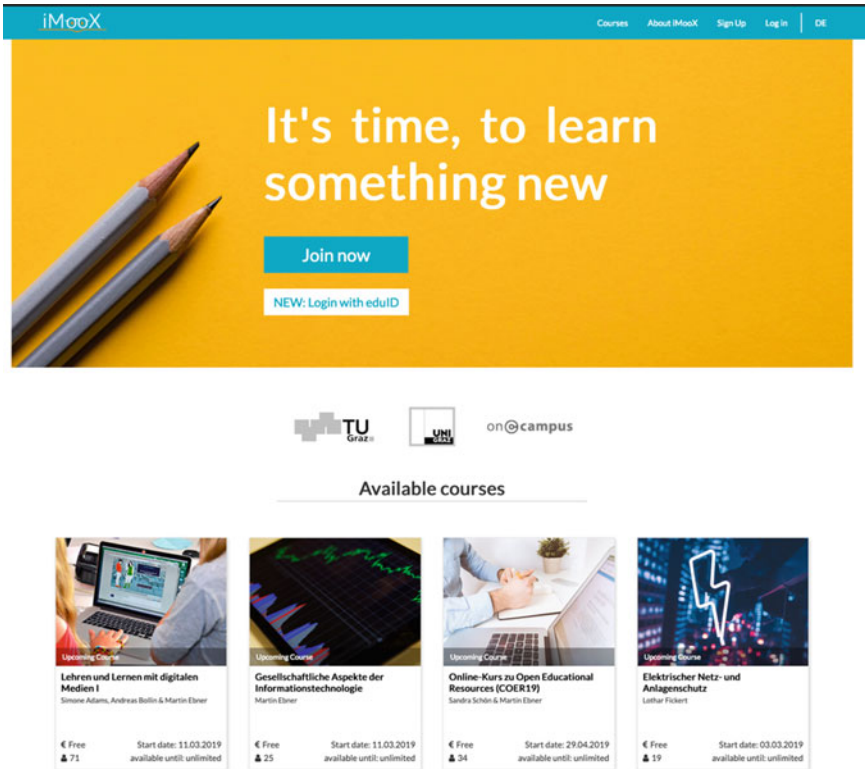 iMooX
Courses About iMooX Sign Up Log in DE
It's time, to learn
something new
Join now
NEW: Login with eduID
TU
Graz
UNI
GRAZ
oncampus
Available courses
Upcoming Course
Lehren und Lernen mit digitalen
Medien I
Simone Adams, Andreas Bollin & Martin Ebner
€ Free Start date: 11.03.2019
71 available until: unlimited
Upcoming Course
Gesellschaftliche Aspekte der
Informationstechnologie
Martin Ebner
€ Free Start date: 11.03.2019
25 available until: unlimited
Upcoming Course
Online-Kurs zu Open Educational
Resources (COER19)
Sandra Schön & Martin Ebner
€ Free Start date: 29.04.2019
34 available until: unlimited
Upcoming Course
Elektrischer Netz- und
Anlagenschutz
Lothar Fickert
€ Free Start date: 03.03.2019
19 available until: unlimited